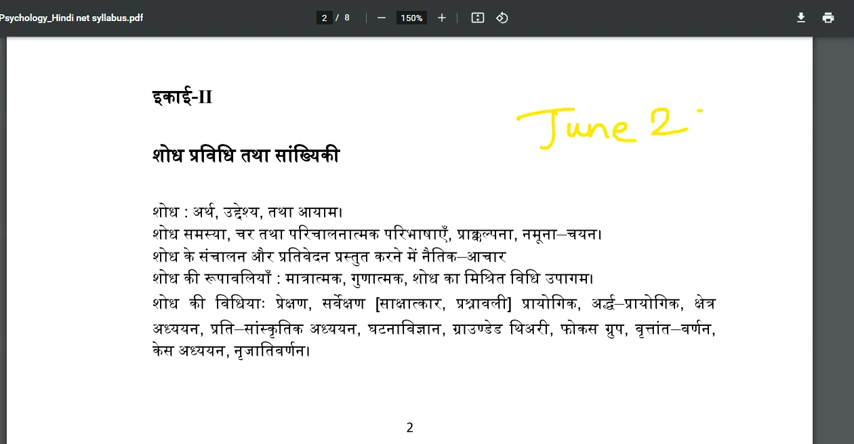 Psychology_Hindi net syllabus.pdf 2 / 8 150%
इकाई-II
June 2
शोध प्रविधि तथा सांख्यिकी
शोध : अर्थ, उद्देश्य, तथा आयाम।
शोध समस्या, चर तथा परिचालनात्मक परिभाषाएँ, प्राक्कल्पना, नमूना–चयन।
शोध के संचालन और प्रतिवेदन प्रस्तुत करने में नैतिक–आचार
शोध की रूपावलियाँ : मात्रात्मक, गुणात्मक, शोध का मिश्रित विधि उपागम।
शोध की विधियाः प्रेक्षण, सर्वेक्षण [साक्षात्कार, प्रश्नावली] प्रायोगिक, अर्द्ध–प्रायोगिक, क्षेत्र
अध्ययन, प्रति–सांस्कृतिक अध्ययन, घटनाविज्ञान, ग्राउण्डेड थिअरी, फोकस ग्रुप, वृत्तांत–वर्णन,
केस अध्ययन, नृजातिवर्णन।
2